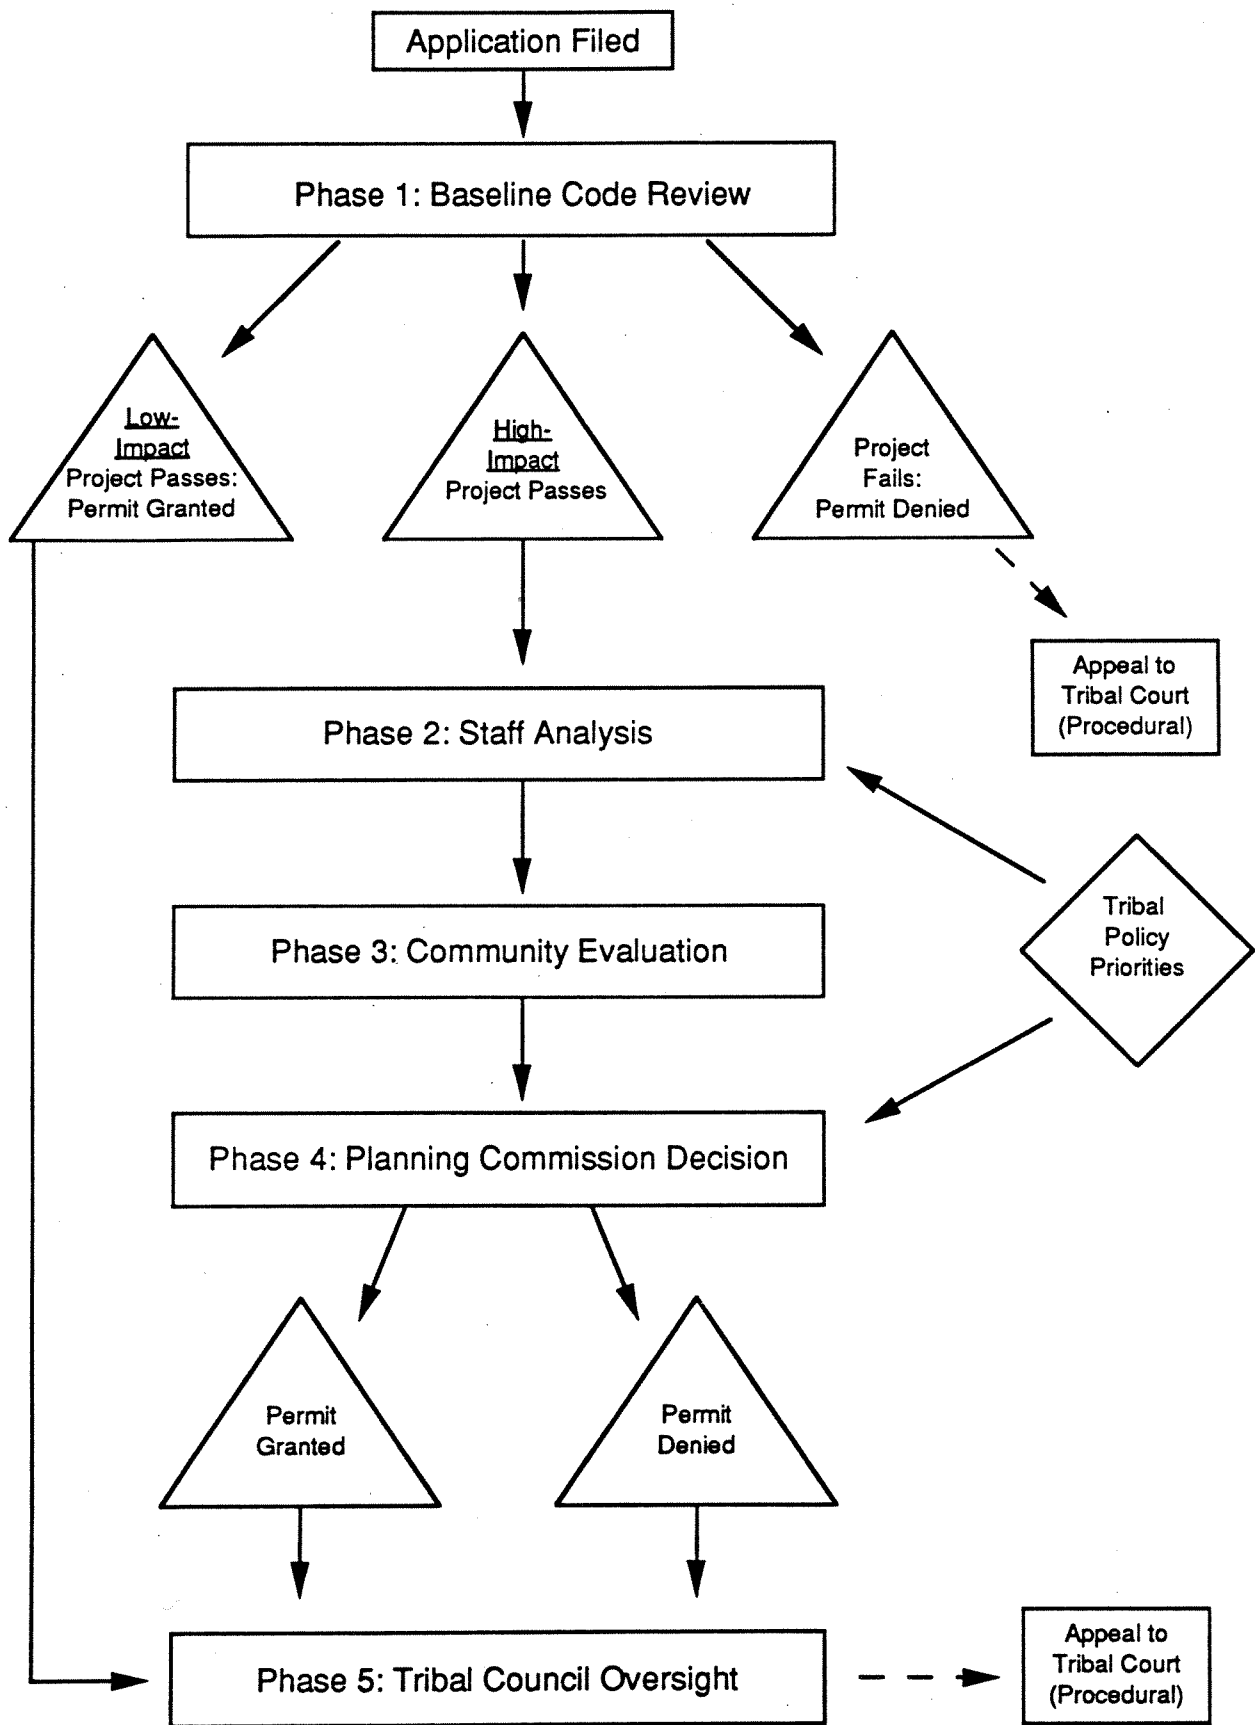 Application Filed
Phase 1: Baseline Code Review
Low-
Impact
Project Passes:
Permit Granted
High-
Impact
Project Passes
Project
Fails:
Permit Denied
Appeal to
Tribal Court
(Procedural)
Phase 2: Staff Analysis
Tribal
Policy
Priorities
Phase 3: Community Evaluation
Phase 4: Planning Commission Decision
Permit
Granted
Permit
Denied
Phase 5: Tribal Council Oversight
Appeal to
Tribal Court
(Procedural)